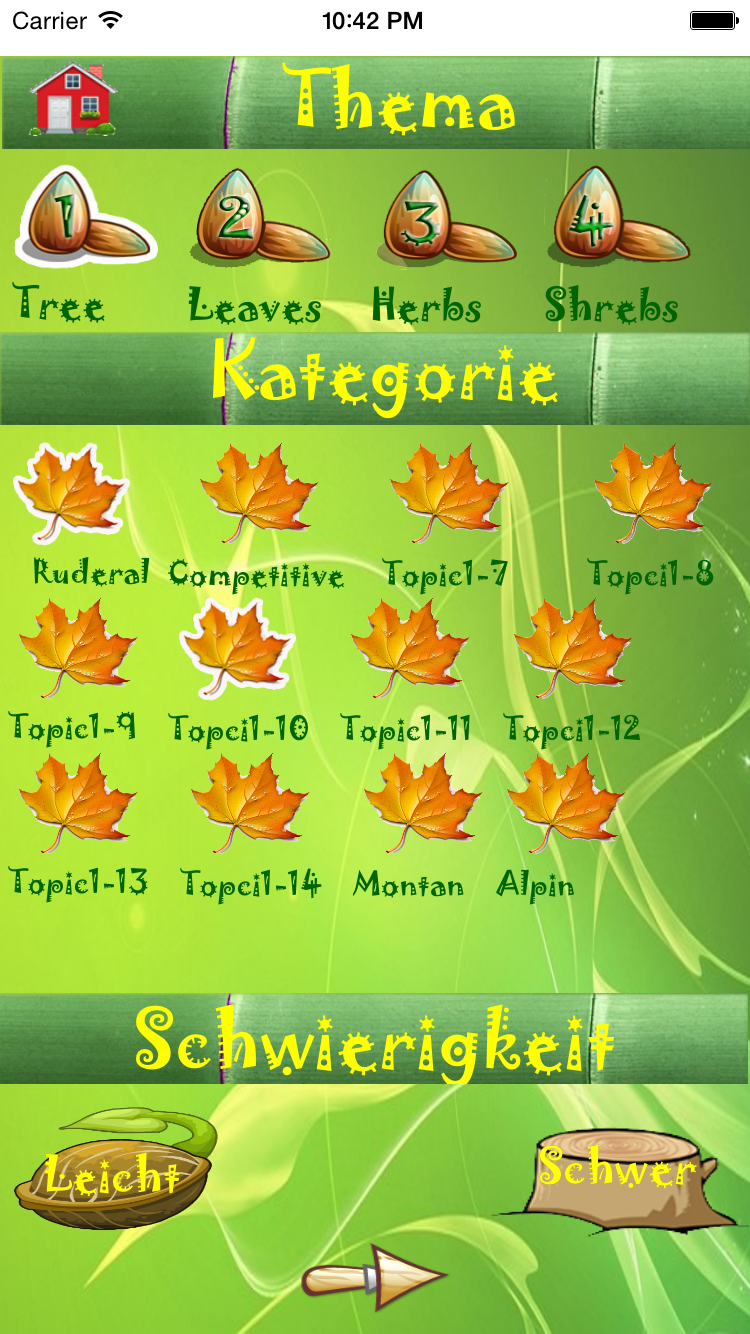 Carrier 10:42 PM
Thema
1 2 3 4
Tree Leaves Herbs Shrebs
Kategorie
Ruderal Competitive Topic1-7 Topci1-8
Topic1-9 Topci1-10 Topic1-11 Topci1-12
Topic1-13 Topci1-14 Montan Alpin
Schwierigkeit
Leicht Schwer